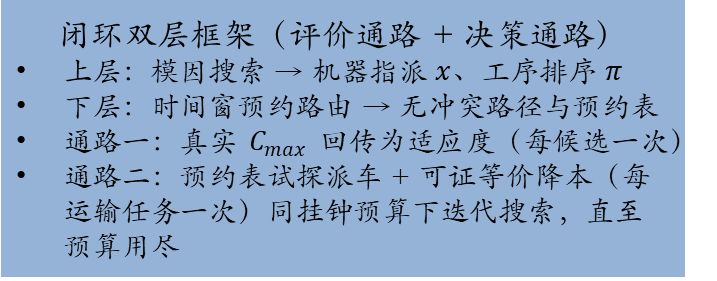 闭环双层框架（评价通路 + 决策通路）
• 上层：模因搜索 → 机器指派 x、工序排序 π
• 下层：时间窗预约路由 → 无冲突路径与预约表
• 通路一：真实 C_max 回传为适应度（每候选一次）
• 通路二：预约表试探派车 + 可证等价降本（每
运输任务一次）同挂钟预算下迭代搜索，直至
预算用尽